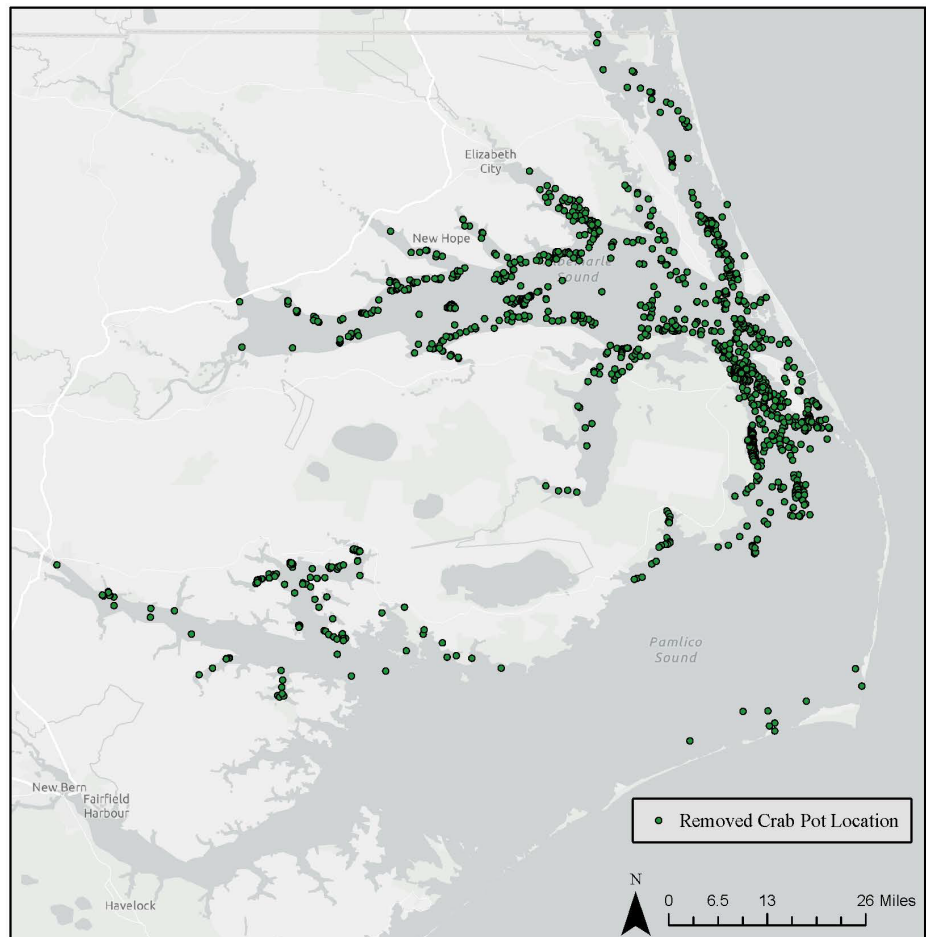 Elizabeth
City
New Hope
Albemarle
Sound
Pamlico
Sound
New Bern
Fairfield
Harbour
Havelock
Removed Crab Pot Location
N
0 6.5 13 26 Miles